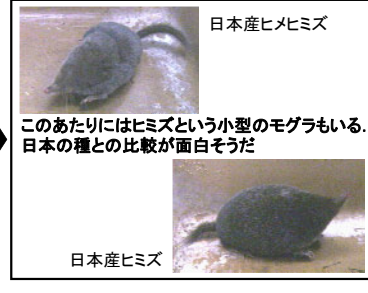 日本産ヒメヒミズ
このあたりにはヒミズという小型のモグラもいる.
日本の種との比較が面白そうだ
日本産ヒミズ